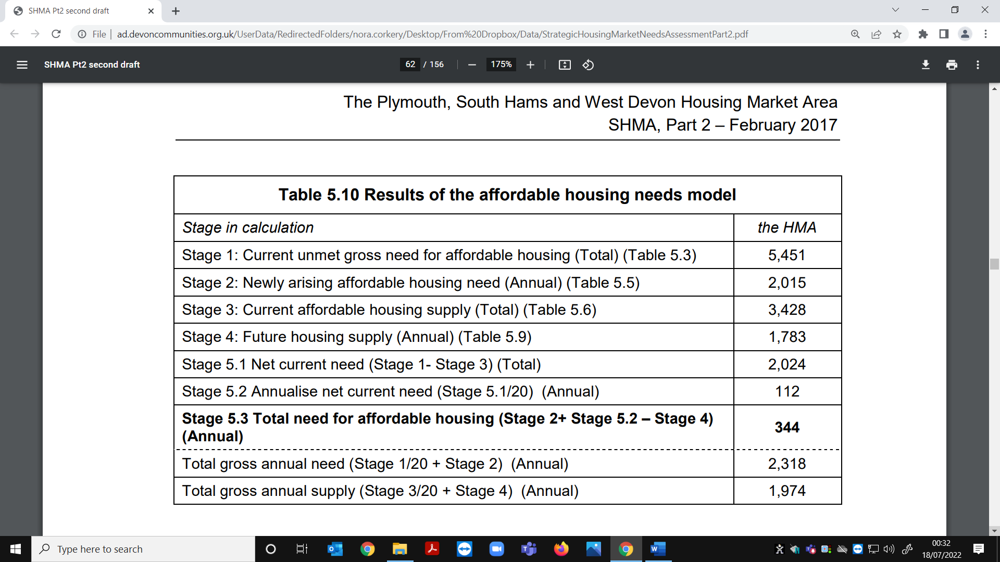 SHMA Pt2 second draft
File | ad.devoncommunities.org.uk/UserData/RedirectedFolders/nora.corkery/Desktop/From%20Dropbox/Data/StrategicHousingMarketNeedsAssessmentPart2.pdf
SHMA Pt2 second draft
62 / 156
175%
The Plymouth, South Hams and West Devon Housing Market Area
SHMA, Part 2 – February 2017
Table 5.10 Results of the affordable housing needs model
Stage in calculation the HMA
Stage 1: Current unmet gross need for affordable housing (Total) (Table 5.3) 5,451
Stage 2: Newly arising affordable housing need (Annual) (Table 5.5) 2,015
Stage 3: Current affordable housing supply (Total) (Table 5.6) 3,428
Stage 4: Future housing supply (Annual) (Table 5.9) 1,783
Stage 5.1 Net current need (Stage 1- Stage 3) (Total) 2,024
Stage 5.2 Annualise net current need (Stage 5.1/20) (Annual) 112
Stage 5.3 Total need for affordable housing (Stage 2+ Stage 5.2 – Stage 4)
(Annual) 344
Total gross annual need (Stage 1/20 + Stage 2) (Annual) 2,318
Total gross annual supply (Stage 3/20 + Stage 4) (Annual) 1,974
Type here to search
00:32
18/07/2022